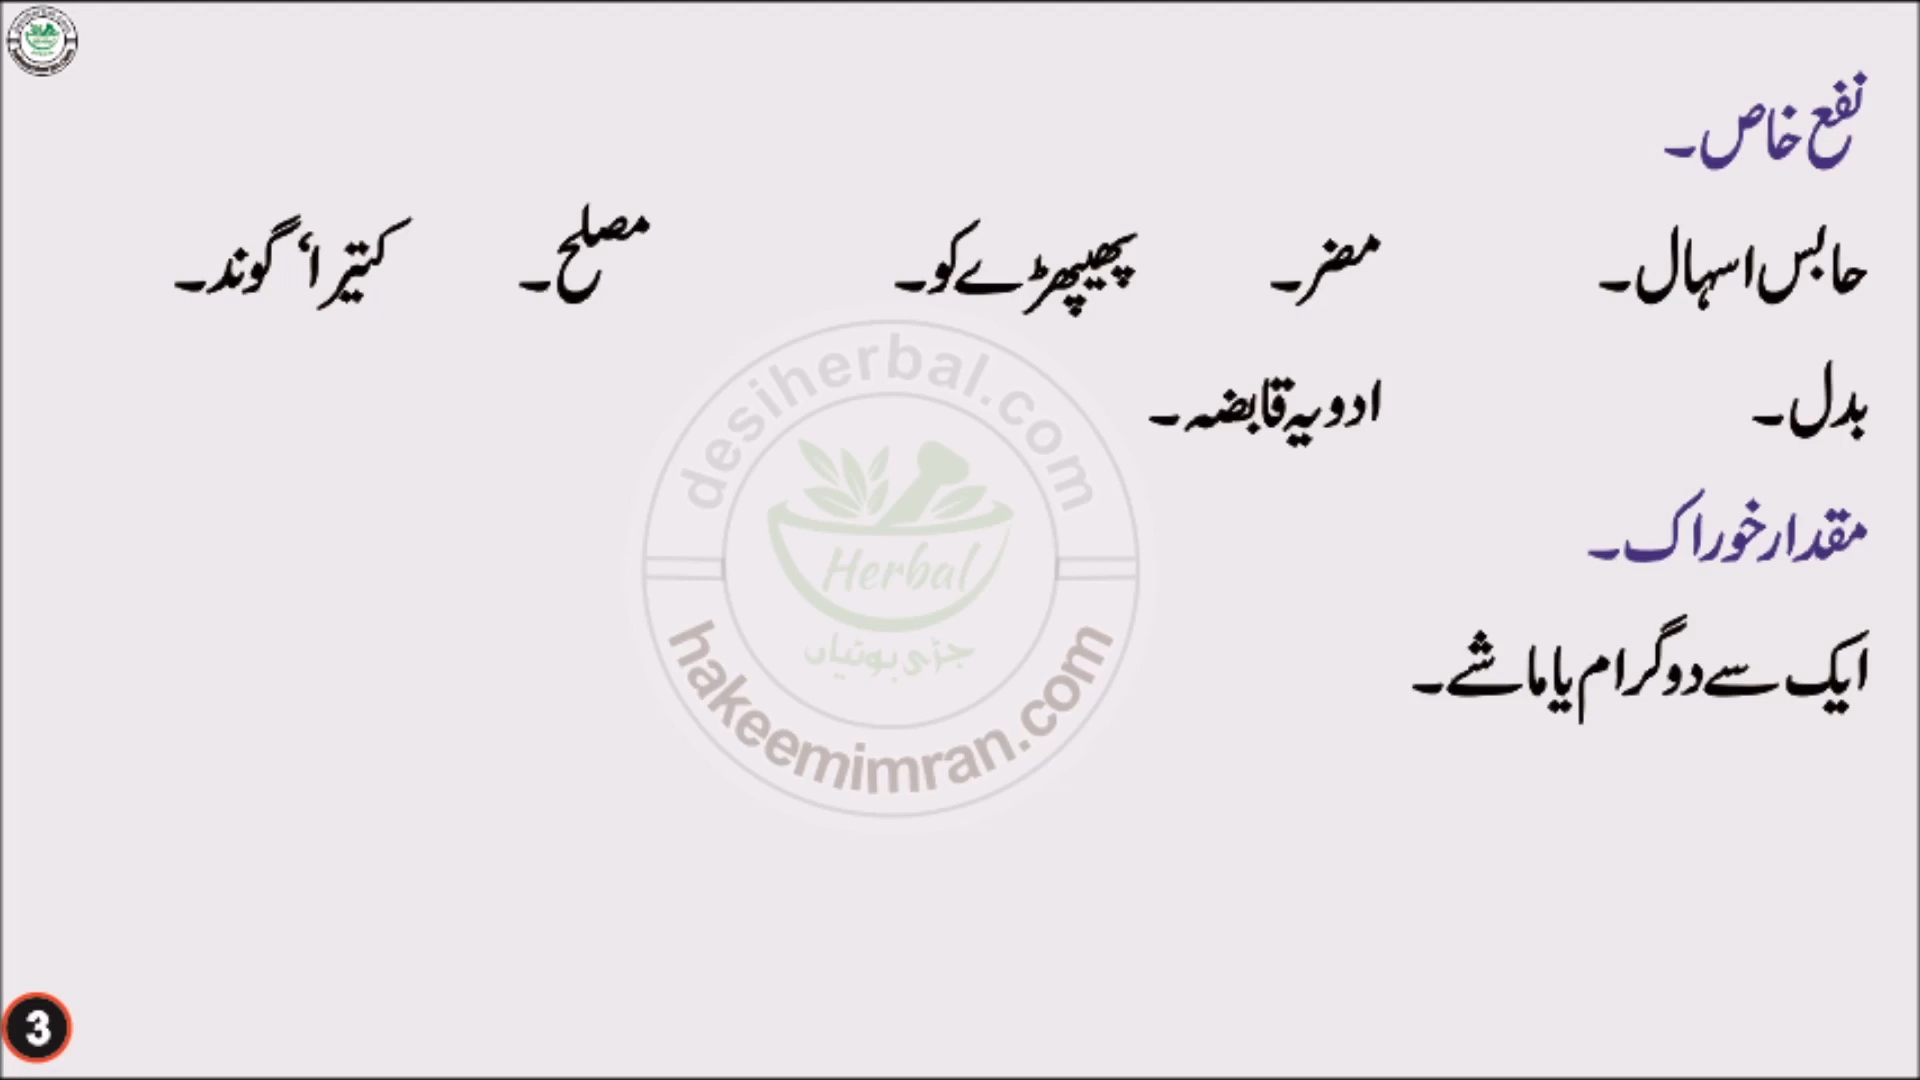 نفع خاص۔
حابس اسہال۔ مضر۔ پھیپھڑے کو۔ مصلح۔ کتیرا‘ گوند۔
بدل۔ ادویہ قابضہ۔
مقدار خوراک۔
ایک سے دو گرام یا ماشے۔
desiherbal.com
Herbal
جڑی بوٹیاں
hakeemimran.com
3